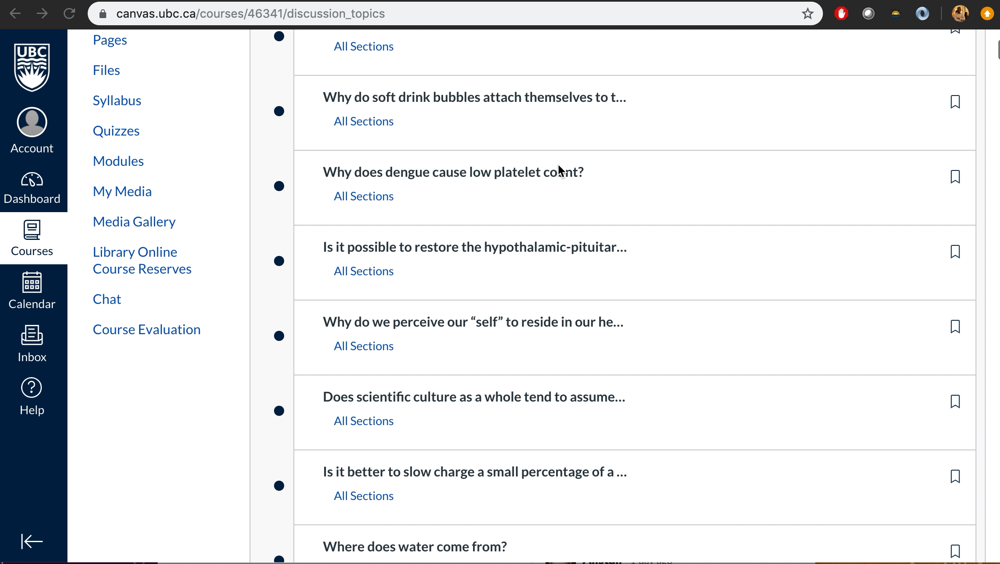 canvas.ubc.ca/courses/46341/discussion_topics
UBC
Account
Dashboard
Courses
Calendar
Inbox
Help
Pages
Files
Syllabus
Quizzes
Modules
My Media
Media Gallery
Library Online
Course Reserves
Chat
Course Evaluation
All Sections
Why do soft drink bubbles attach themselves to t...
All Sections
Why does dengue cause low platelet count?
All Sections
Is it possible to restore the hypothalamic-pituitar...
All Sections
Why do we perceive our “self” to reside in our he...
All Sections
Does scientific culture as a whole tend to assume...
All Sections
Is it better to slow charge a small percentage of a ...
All Sections
Where does water come from?